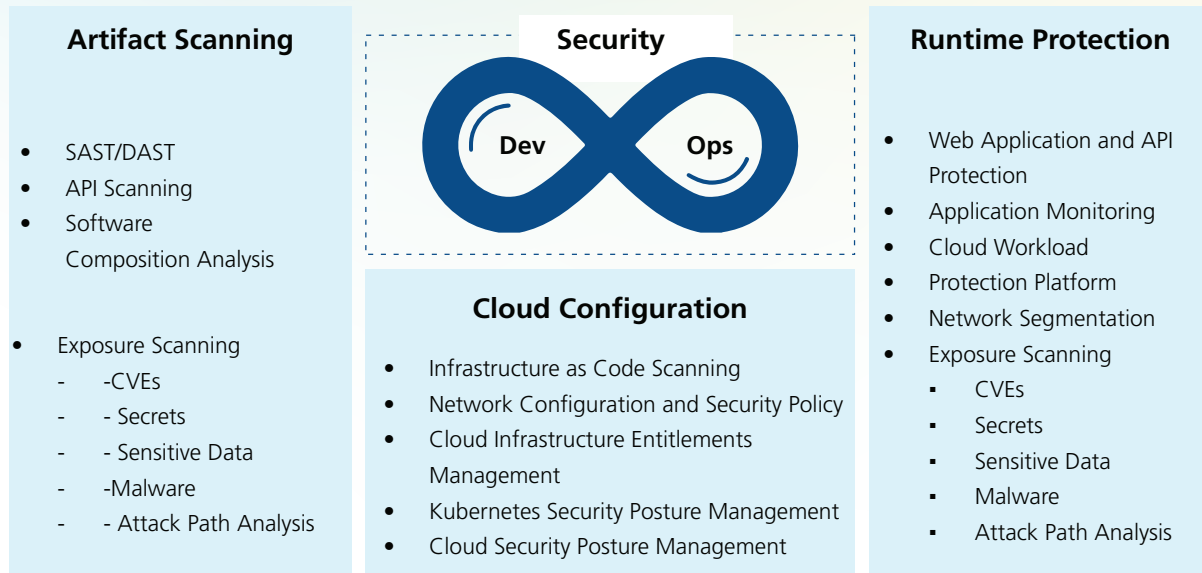 Artifact Scanning
• SAST/DAST
• API Scanning
• Software
Composition Analysis
• Exposure Scanning
- -CVEs
- - Secrets
- - Sensitive Data
- -Malware
- - Attack Path Analysis
Security
Dev
Ops
Cloud Configuration
• Infrastructure as Code Scanning
• Network Configuration and Security Policy
• Cloud Infrastructure Entitlements
Management
• Kubernetes Security Posture Management
• Cloud Security Posture Management
Runtime Protection
• Web Application and API
Protection
• Application Monitoring
• Cloud Workload
• Protection Platform
• Network Segmentation
• Exposure Scanning
▪ CVEs
▪ Secrets
▪ Sensitive Data
▪ Malware
▪ Attack Path Analysis